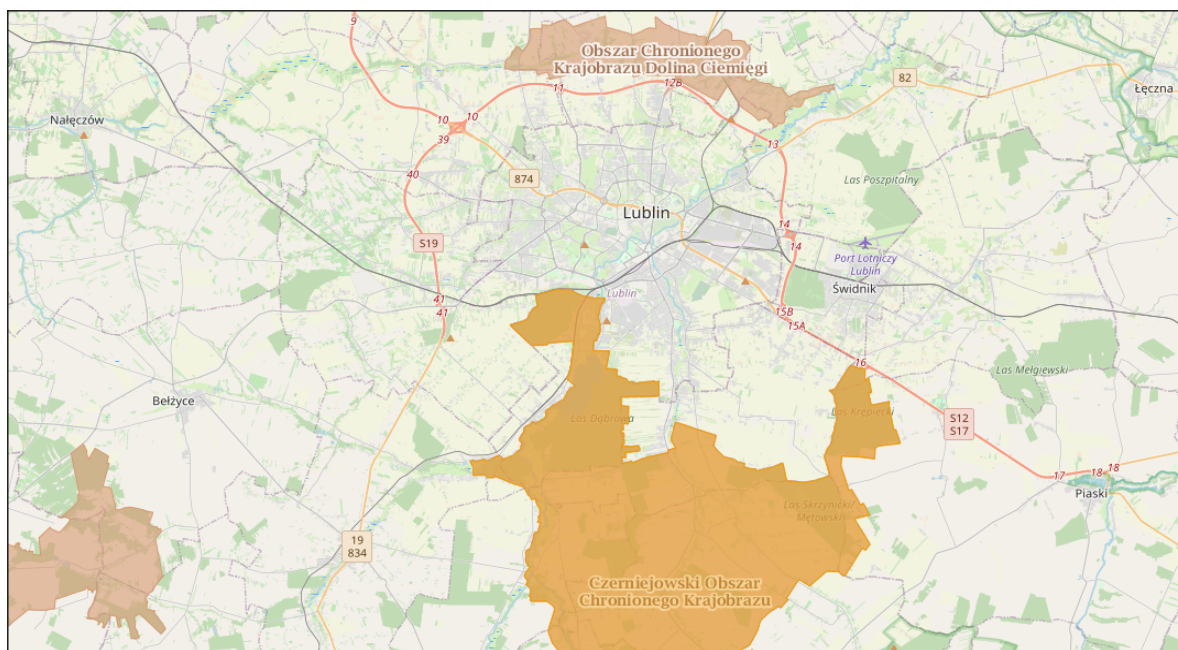 9
Obszar Chronionego
Krajobrazu Dolina Ciemięgi
82
Łęczna
11
12B
Nałęczów
10
10
39
13
40
874
Las Poszpitalny
Lublin
14
14
S19
Port Lotniczy
Lublin
Świdnik
Lublin
41
41
15B
15A
16
Las Mełgiewski
Bełżyce
Las Dąbrowa
Las Krępiecki
S12
S17
17
18
18
Piaski
Las Skrzynicki/
Mętowski
19
834
Czerniejowski Obszar
Chronionego Krajobrazu